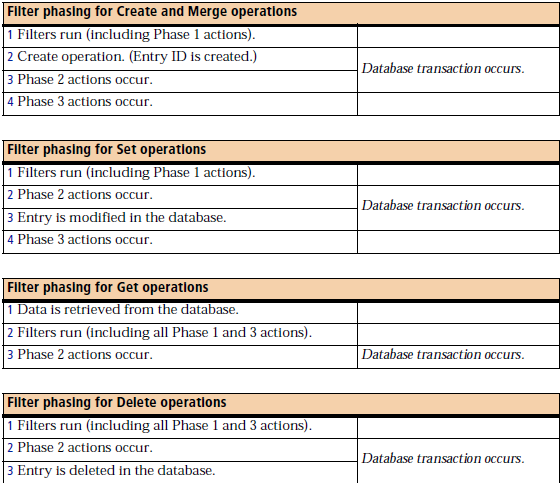 Filter phasing for Create and Merge operations
1 Filters run (including Phase 1 actions).
2 Create operation. (Entry ID is created.)
Database transaction occurs.
3 Phase 2 actions occur.
4 Phase 3 actions occur.
Filter phasing for Set operations
1 Filters run (including Phase 1 actions).
2 Phase 2 actions occur.
Database transaction occurs.
3 Entry is modified in the database.
4 Phase 3 actions occur.
Filter phasing for Get operations
1 Data is retrieved from the database.
2 Filters run (including all Phase 1 and 3 actions).
3 Phase 2 actions occur. Database transaction occurs.
Filter phasing for Delete operations
1 Filters run (including all Phase 1 and 3 actions).
2 Phase 2 actions occur.
Database transaction occurs.
3 Entry is deleted in the database.